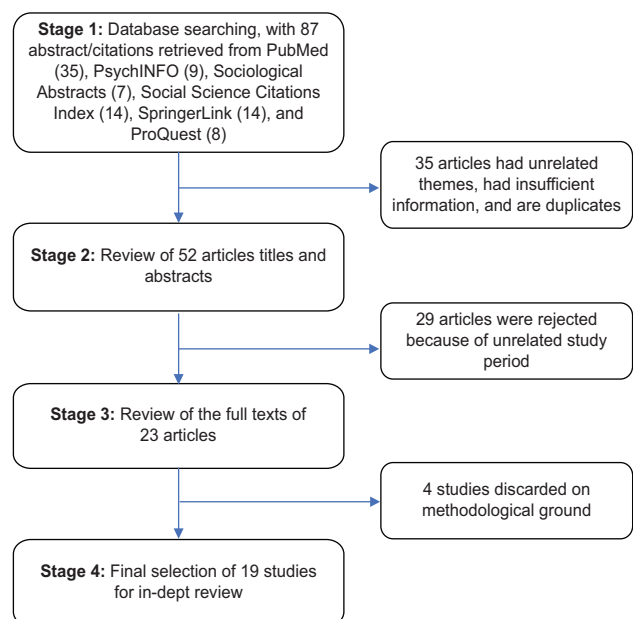 Stage 1: Database searching, with 87
abstract/citations retrieved from PubMed
(35), PsychINFO (9), Sociological
Abstracts (7), Social Science Citations
Index (14), SpringerLink (14), and
ProQuest (8)
35 articles had unrelated
themes, had insufficient
information, and are duplicates
Stage 2: Review of 52 articles titles and
abstracts
29 articles were rejected
because of unrelated study
period
Stage 3: Review of the full texts of
23 articles
4 studies discarded on
methodological ground
Stage 4: Final selection of 19 studies
for in-dept review